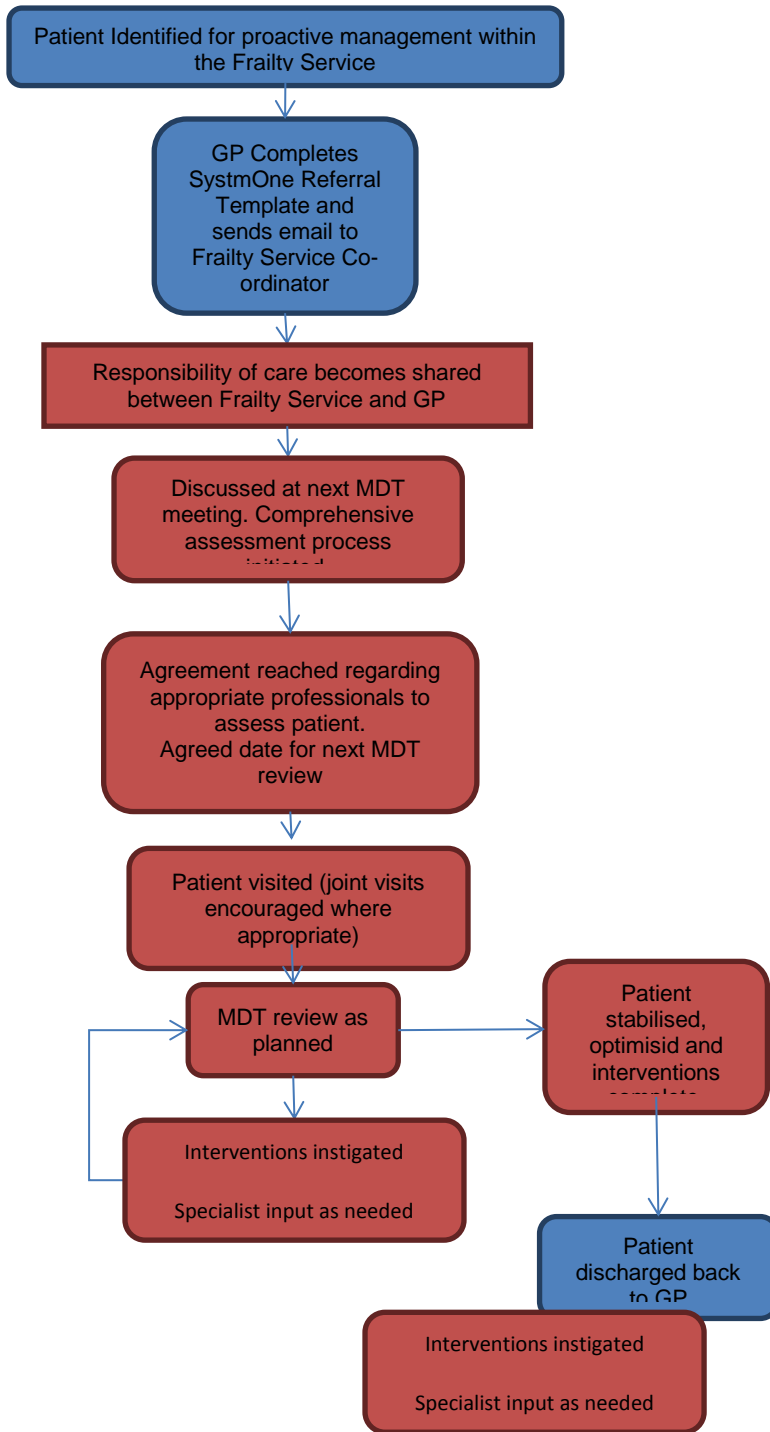 Patient Identified for proactive management within
the Frailty Service
GP Completes
SystmOne Referral
Template and
sends email to
Frailty Service Co-
ordinator
Responsibility of care becomes shared
between Frailty Service and GP
Discussed at next MDT
meeting. Comprehensive
assessment process
initiated
Agreement reached regarding
appropriate professionals to
assess patient.
Agreed date for next MDT
review
Patient visited (joint visits
encouraged where
appropriate)
MDT review as
planned
Patient
stabilised,
optimisid and
interventions
complete
Interventions instigated
Specialist input as needed
Patient
discharged back
to GP
Interventions instigated
Specialist input as needed